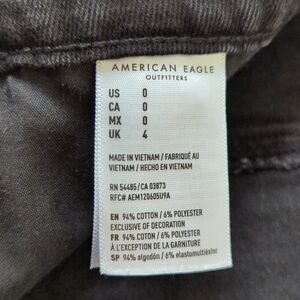 AMERICAN EAGLE
OUTFITTERS
US 0
CA 0
MX 0
UK 4
MADE IN VIETNAM / FABRIQUÉ AU
VIETNAM / HECHO EN VIETNAM
RN 54485/CA 03873
RFC# AEM120605U9A
EN 94% COTTON / 6% POLYESTER
EXCLUSIVE OF DECORATION
FR 94% COTON / 6% POLYESTER
À L'EXCEPTION DE LA GARNITURE
SP 94% algodón / 6% elastomultiéster